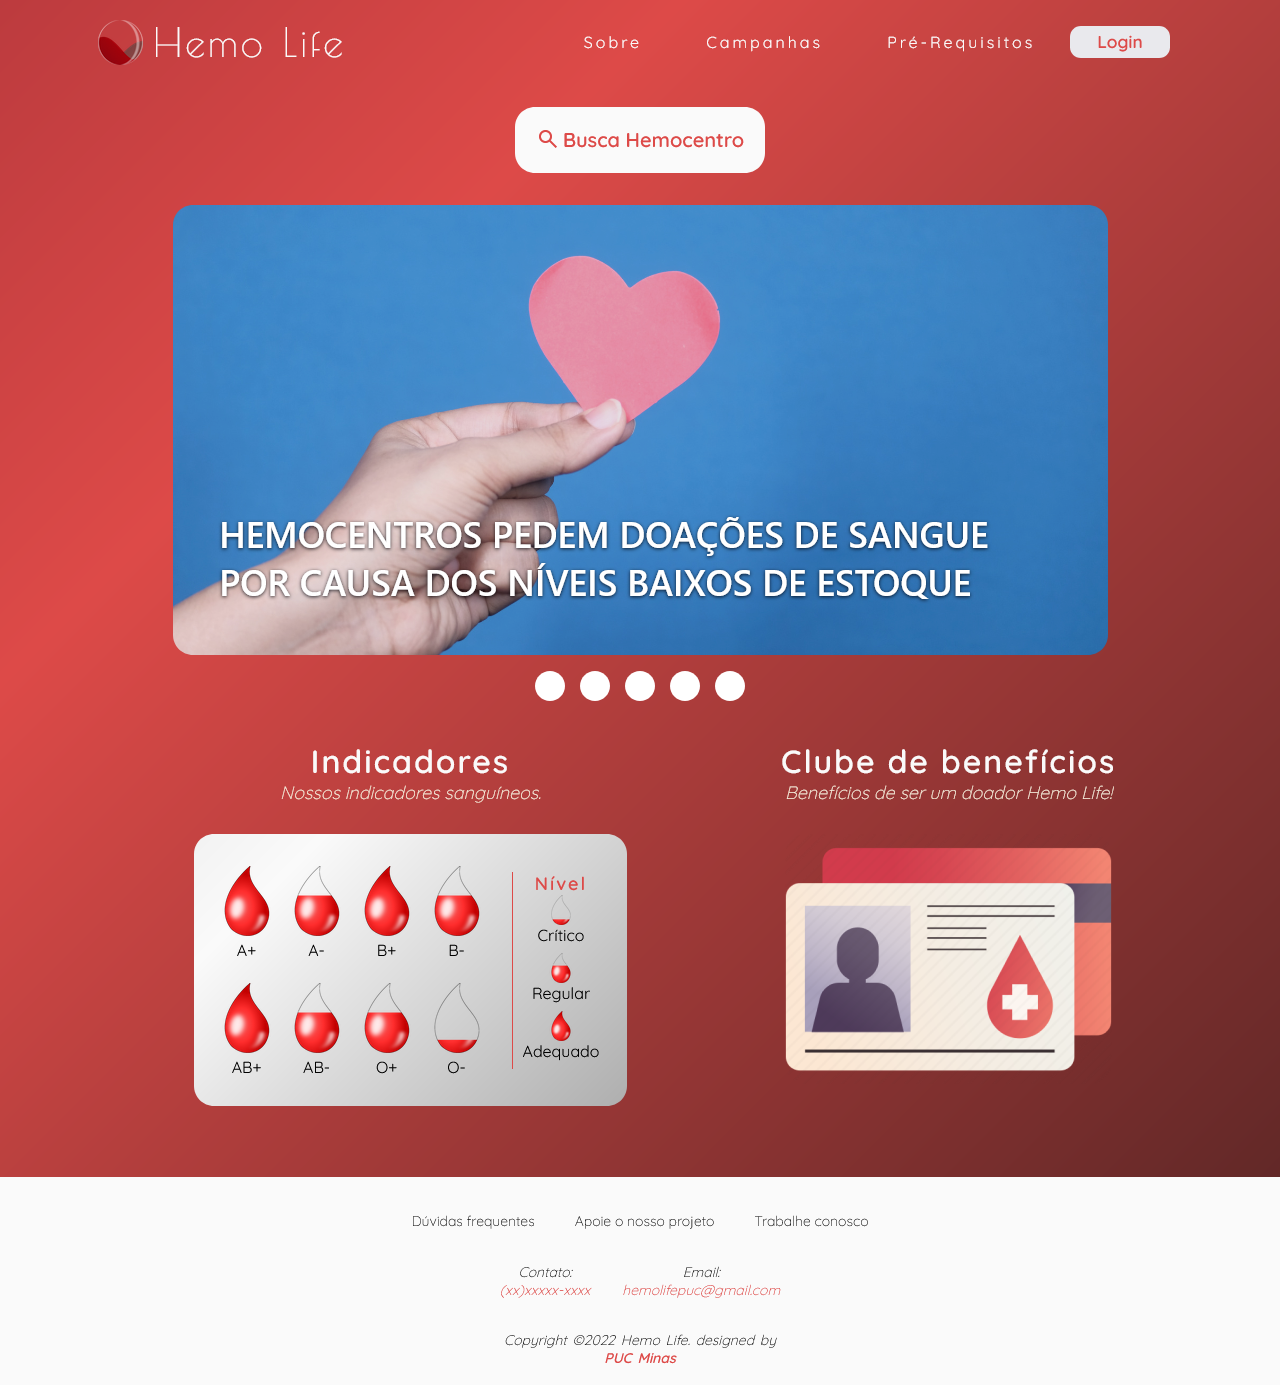 Hemo Life
Sobre
Campanhas
Pré-Requisitos
Login
Busca Hemocentro
HEMOCENTROS PEDEM DOAÇÕES DE SANGUE
POR CAUSA DOS NÍVEIS BAIXOS DE ESTOQUE
Indicadores
Nossos indicadores sanguíneos.
A+
A-
B+
B-
AB+
AB-
O+
O-
Nível
Crítico
Regular
Adequado
Clube de benefícios
Benefícios de ser um doador Hemo Life!
Dúvidas frequentes
Apoie o nosso projeto
Trabalhe conosco
Contato:
(xx)xxxxx-xxxx
Email:
hemolifepuc@gmail.com
Copyright ©2022 Hemo Life. designed by
PUC Minas